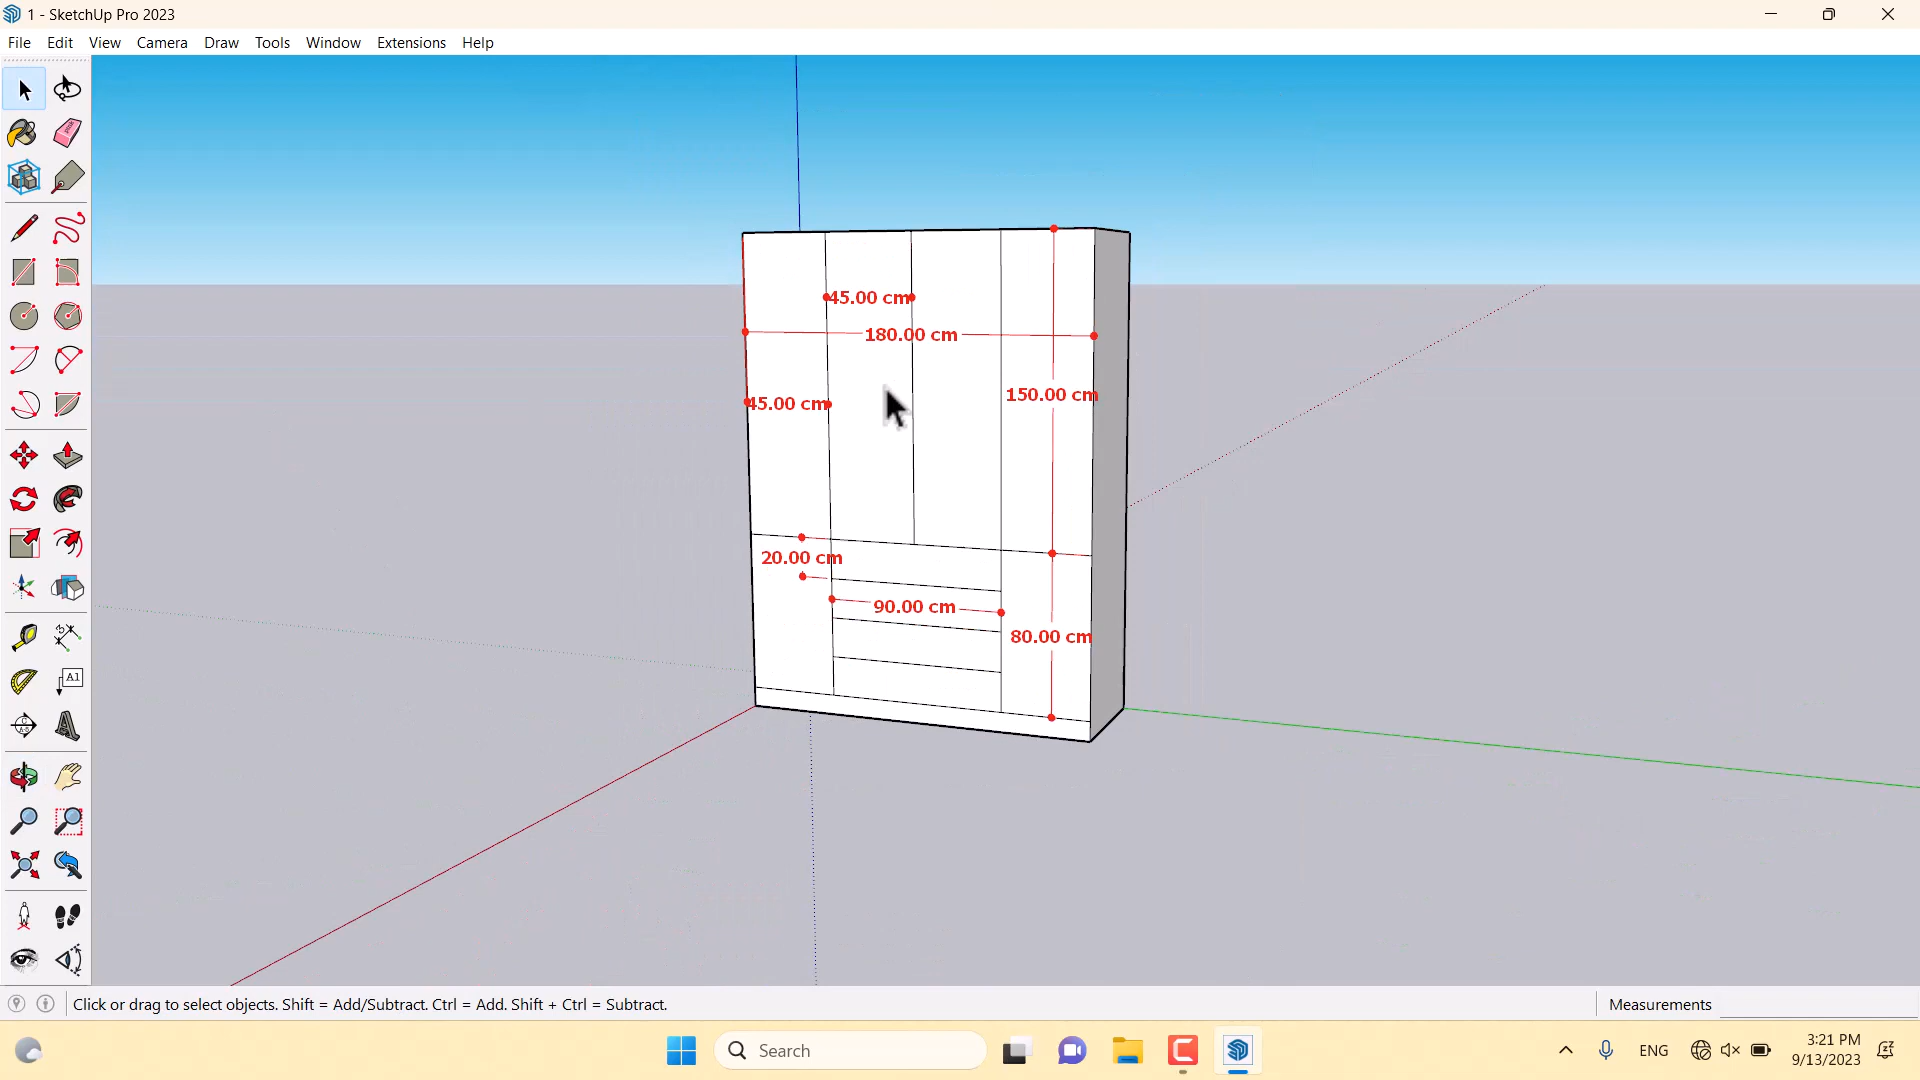 1 - SketchUp Pro 2023
File Edit View Camera Draw Tools Window Extensions Help
45.00 cm
180.00 cm
150.00 cm
45.00 cm
20.00 cm
90.00 cm
80.00 cm
A1
Click or drag to select objects. Shift = Add/Subtract. Ctrl = Add. Shift + Ctrl = Subtract.
Measurements
Search
ENG
3:21 PM
9/13/2023